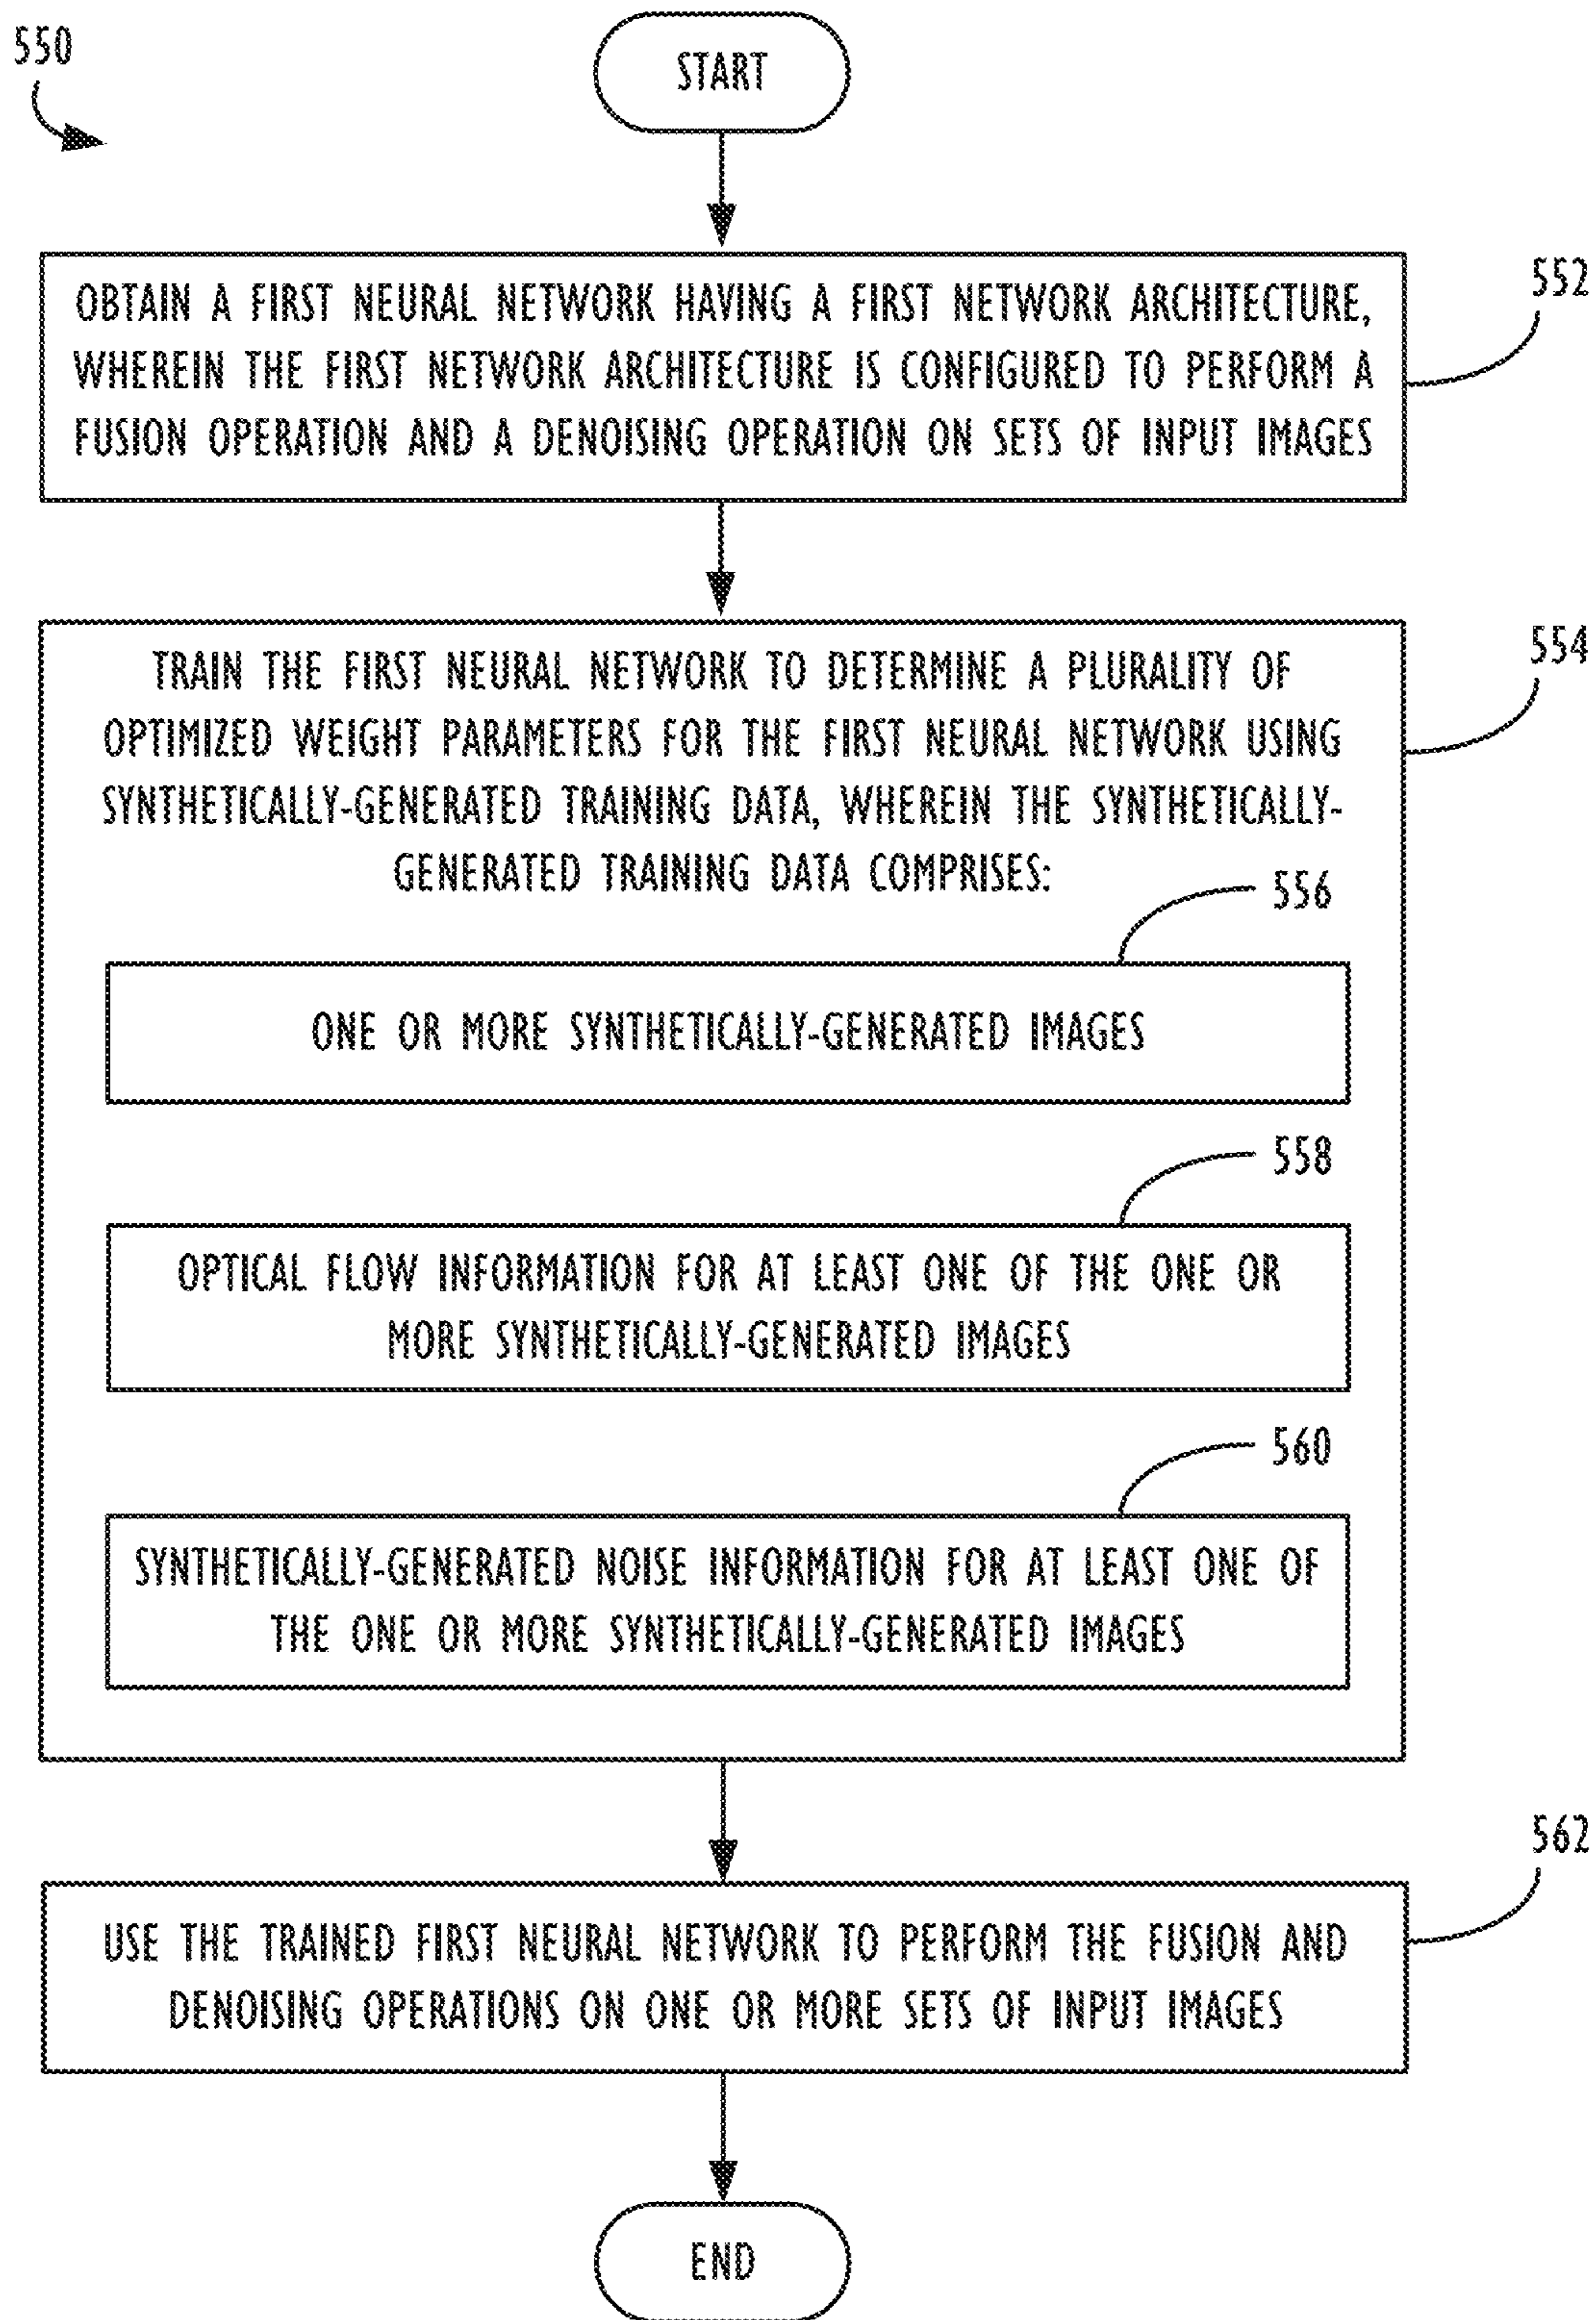 550
START
552
OBTAIN A FIRST NEURAL NETWORK HAVING A FIRST NETWORK ARCHITECTURE,
WHEREIN THE FIRST NETWORK ARCHITECTURE IS CONFIGURED TO PERFORM A
FUSION OPERATION AND A DENOISING OPERATION ON SETS OF INPUT IMAGES
554
TRAIN THE FIRST NEURAL NETWORK TO DETERMINE A PLURALITY OF
OPTIMIZED WEIGHT PARAMETERS FOR THE FIRST NEURAL NETWORK USING
SYNTHETICALLY-GENERATED TRAINING DATA, WHEREIN THE SYNTHETICALLY-
GENERATED TRAINING DATA COMPRISES:
556
ONE OR MORE SYNTHETICALLY-GENERATED IMAGES
558
OPTICAL FLOW INFORMATION FOR AT LEAST ONE OF THE ONE OR
MORE SYNTHETICALLY-GENERATED IMAGES
560
SYNTHETICALLY-GENERATED NOISE INFORMATION FOR AT LEAST ONE OF
THE ONE OR MORE SYNTHETICALLY-GENERATED IMAGES
562
USE THE TRAINED FIRST NEURAL NETWORK TO PERFORM THE FUSION AND
DENOISING OPERATIONS ON ONE OR MORE SETS OF INPUT IMAGES
END